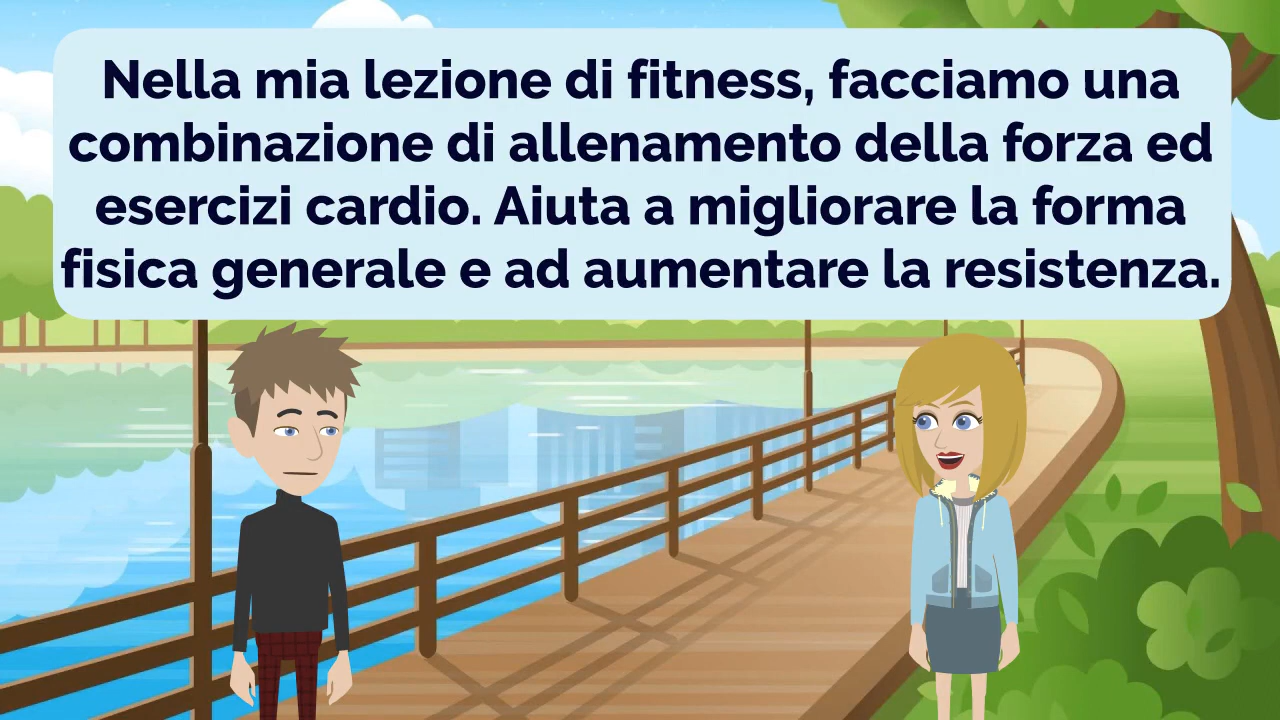 Nella mia lezione di fitness, facciamo una
combinazione di allenamento della forza ed
esercizi cardio. Aiuta a migliorare la forma
fisica generale e ad aumentare la resistenza.